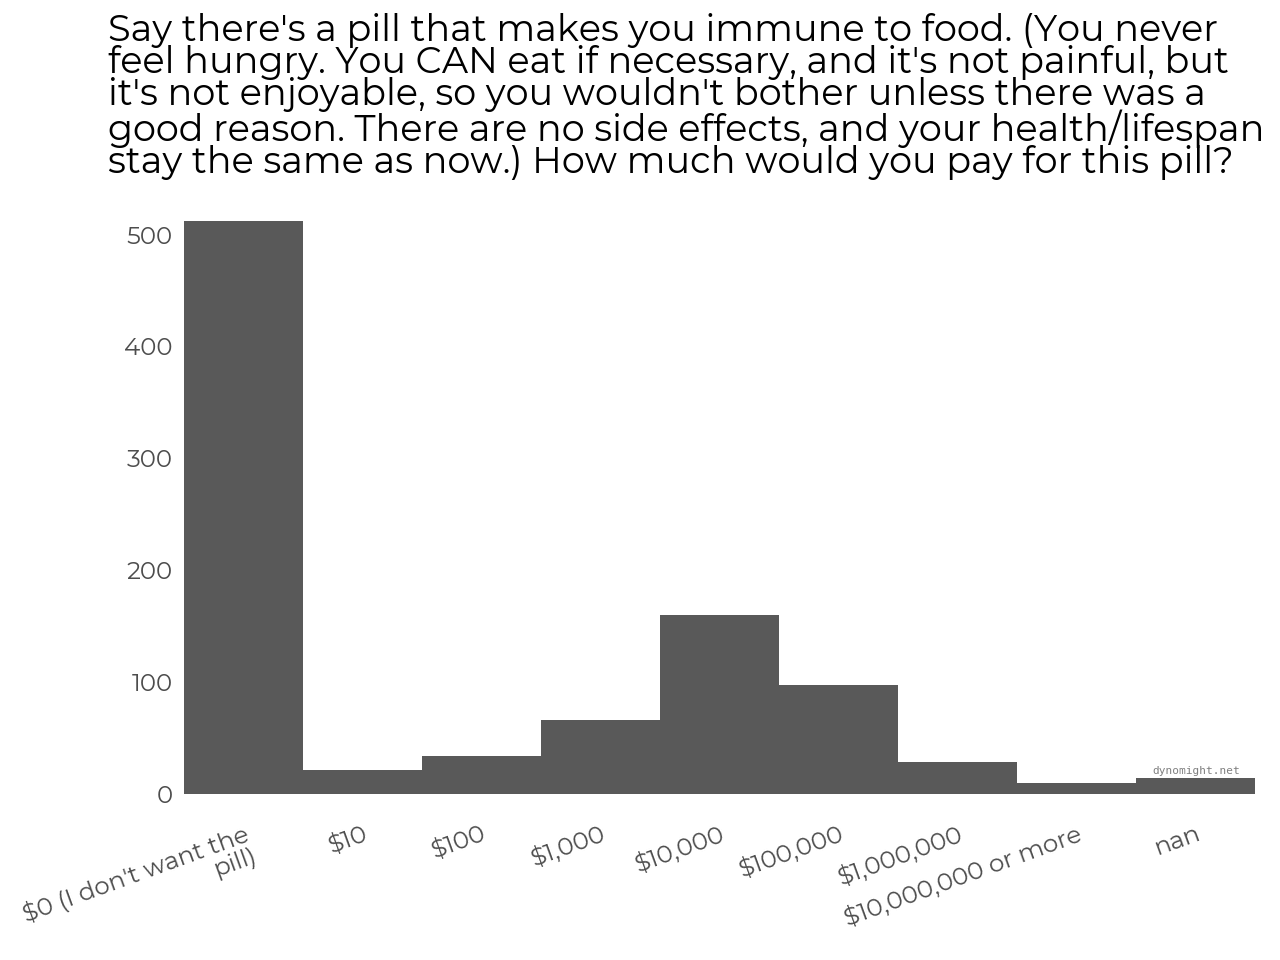 Say there's a pill that makes you immune to food. (You never
feel hungry. You CAN eat if necessary, and it's not painful, but
it's not enjoyable, so you wouldn't bother unless there was a
good reason. There are no side effects, and your health/lifespan
stay the same as now.) How much would you pay for this pill?
500
400
300
200
100
0
dynomight.net
$0 (I don't want the
pill)
$10
$100
$1,000
$10,000
$100,000
$1,000,000
$10,000,000 or more
nan